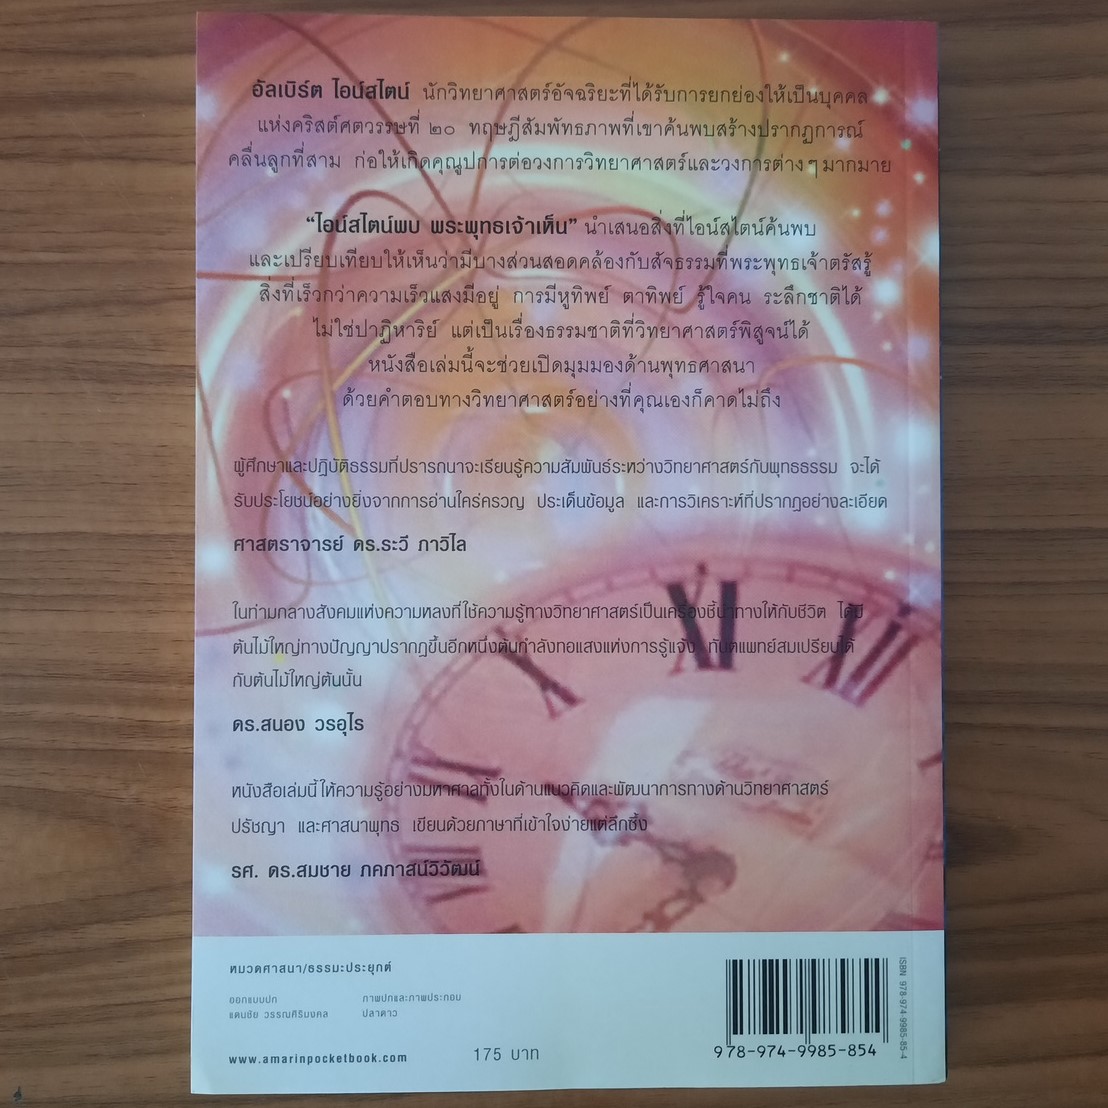 อัลเบิร์ต ไอน์สไตน์ นักวิทยาศาสตร์อัจฉริยะที่ได้รับการยกย่องให้เป็นบุคคล
แห่งคริสต์ศตวรรษที่ ๒๐ ทฤษฎีสัมพัทธภาพที่เขาค้นพบสร้างปรากฏการณ์
คลื่นลูกที่สาม ก่อให้เกิดคุณูปการต่อวงการวิทยาศาสตร์และวงการต่าง ๆ มากมาย
“ไอน์สไตน์พบ พระพุทธเจ้าเห็น” นำเสนอสิ่งที่ไอน์สไตน์ค้นพบ
และเปรียบเทียบให้เห็นว่ามีบางส่วนสอดคล้องกับสัจธรรมที่พระพุทธเจ้าตรัสรู้
สิ่งที่เร็วกว่าความเร็วแสงมีอยู่ การมีหูทิพย์ ตาทิพย์ รู้ใจคน ระลึกชาติได้
ไม่ใช่ปาฏิหาริย์ แต่เป็นเรื่องธรรมชาติที่วิทยาศาสตร์พิสูจน์ได้
หนังสือเล่มนี้จะช่วยเปิดมุมมองด้านพุทธศาสนา
ด้วยคำตอบทางวิทยาศาสตร์อย่างที่คุณเองก็คาดไม่ถึง
ผู้ศึกษาและปฏิบัติธรรมที่ปรารถนาจะเรียนรู้ความสัมพันธ์ระหว่างวิทยาศาสตร์กับพุทธธรรม จะได้
รับประโยชน์อย่างยิ่งจากการอ่านใคร่ครวญ ประเด็นข้อมูล และการวิเคราะห์ที่ปรากฏอย่างละเอียด
ศาสตราจารย์ ดร.ระวี ภาวิไล
ในท่ามกลางสังคมแห่งความหลงที่ใช้ความรู้ทางวิทยาศาสตร์เป็นเครื่องชี้นำทางให้กับชีวิต ได้มี
ต้นไม้ใหญ่ทางปัญญาปรากฏขึ้นอีกหนึ่งต้นกำลังทอแสงแห่งการรู้แจ้ง ทันตแพทย์สมเปรียบได้
กับต้นไม้ใหญ่ต้นนั้น
ดร.สนอง วรอุไร
หนังสือเล่มนี้ให้ความรู้อย่างมหาศาลทั้งในด้านแนวคิดและพัฒนาการทางด้านวิทยาศาสตร์
ปรัชญา และศาสนาพุทธ เขียนด้วยภาษาที่เข้าใจง่ายแต่ลึกซึ้ง
รศ. ดร.สมชาย ภคภาสน์วิวัฒน์
หมวดศาสนา/ธรรมะประยุกต์
ออกแบบปก
แดนชัย วรรณศิริมงคล
ภาพปกและภาพประกอบ
ปลาดาว
www.amarinpocketbook.com
175 บาท
9 78-974-9985-854
ISBN 978-974-9985-85-4
XI XII
X
IX